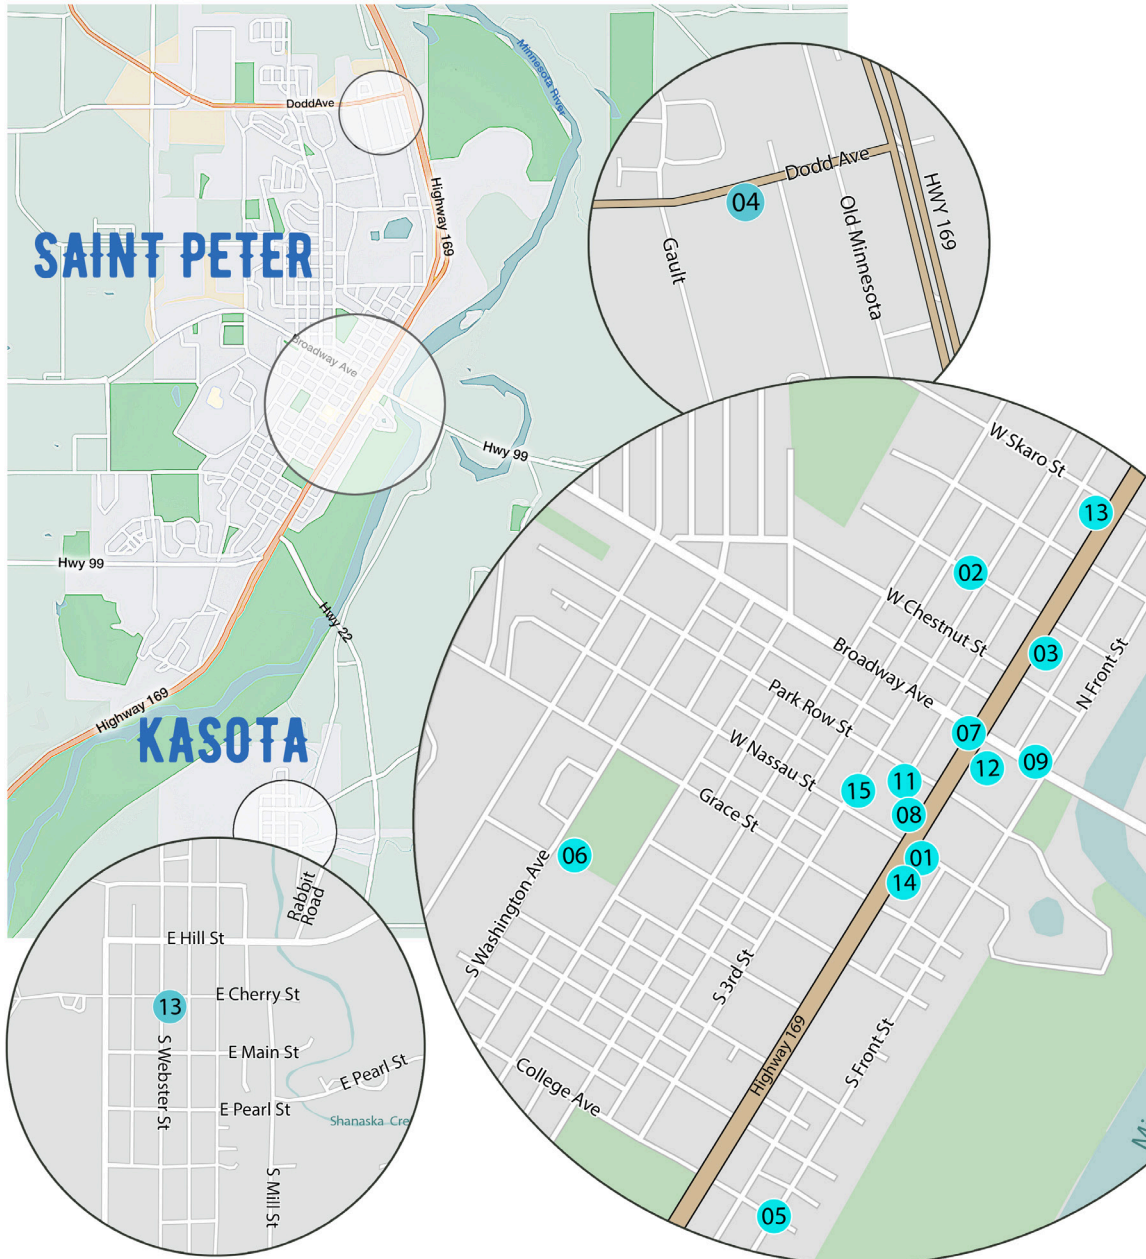 Minnesota River
DoddAve
Highway 169
SAINT PETER
Broadway Ave
Hwy 99
Hwy 99
Hwy 22
Highway 169
KASOTA
Dodd Ave
04
HWY 169
Old Minnesota
Gault
W Skaro St
13
02
W Chestnut St
03
N Front St
Broadway Ave
Park Row St
07
W Nassau St
09
12
11
15
Grace St
08
01
06
14
S Washington Ave
S 3rd St
Highway 169
S Front St
College Ave
Mi
05
Rabbit
Road
E Hill St
E Cherry St
13
S Webster St
E Main St
E Pearl St
E Pearl St
Shanaska Cre
S Mill St